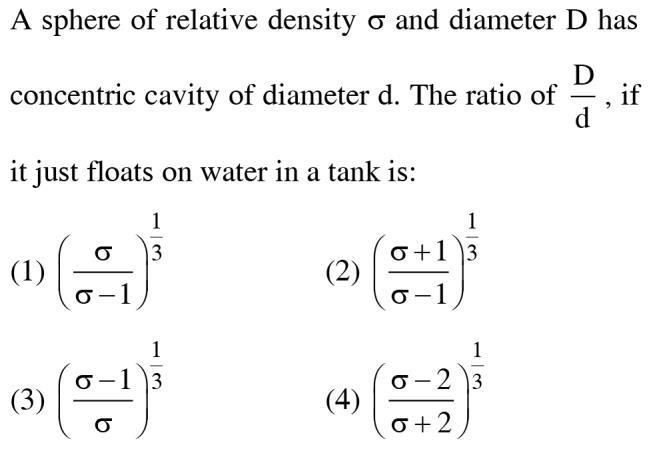 A sphere of relative density σ and diameter D has
concentric cavity of diameter d. The ratio of D/d, if
it just floats on water in a tank is:
(1) (σ/(σ−1))^(1/3) (2) ((σ+1)/(σ−1))^(1/3)
(3) ((σ−1)/σ)^(1/3) (4) ((σ−2)/(σ+2))^(1/3)